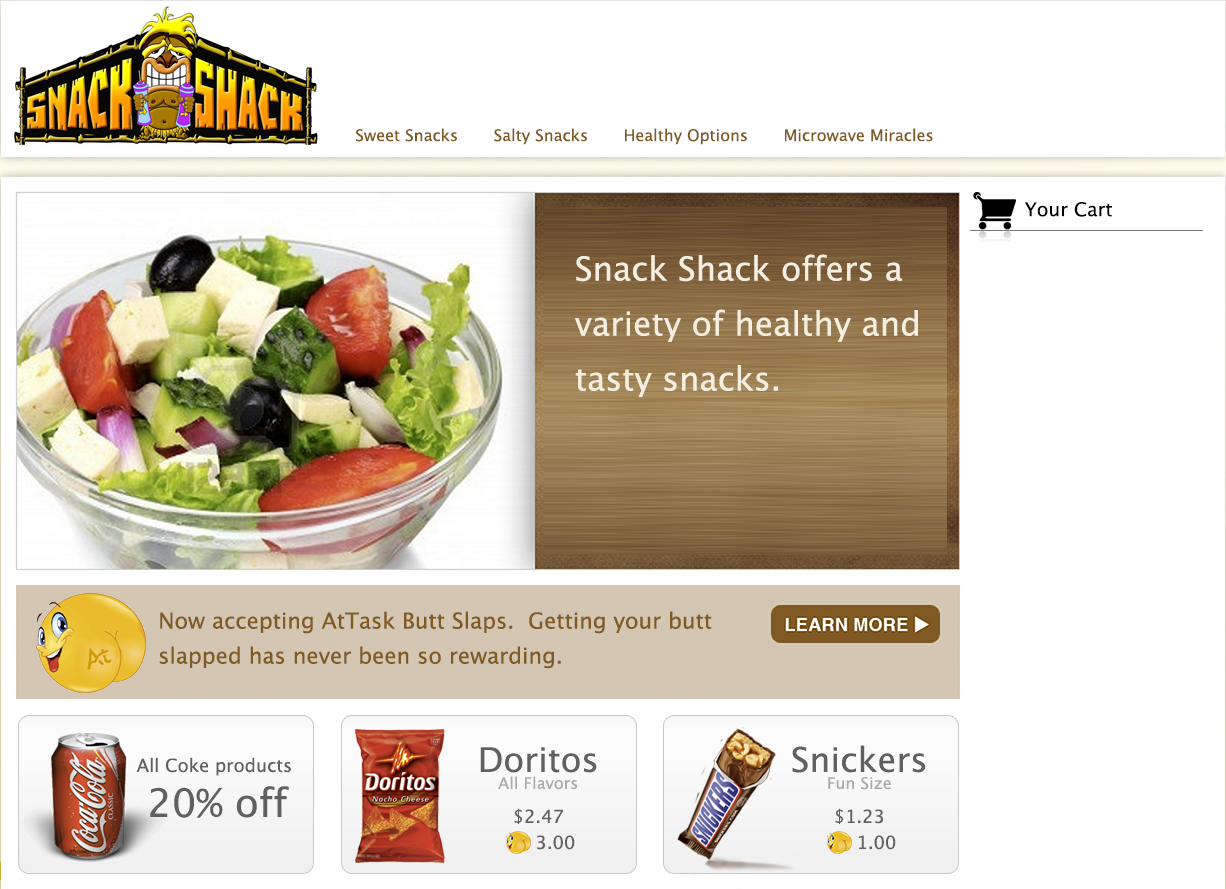 SNACK SHACK
Sweet Snacks
Salty Snacks
Healthy Options
Microwave Miracles
Your Cart
Snack Shack offers a
variety of healthy and
tasty snacks.
At
Now accepting AtTask Butt Slaps.  Getting your butt
slapped has never been so rewarding.
LEARN MORE
Coca-Cola
CLASSIC
All Coke products
20% off
Doritos
Nacho Cheese
Doritos
All Flavors
$2.47
3.00
SNICKERS
Snickers
Fun Size
$1.23
1.00